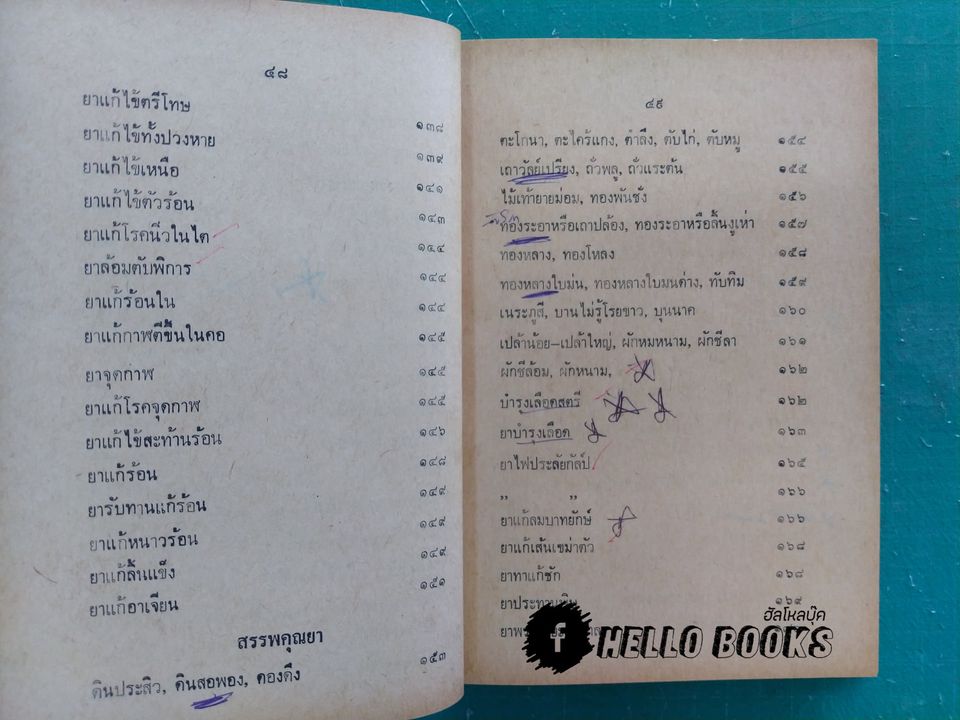 ๔๘
ยาแก้ไข้ตรีโทษ ๑๓๘
ยาแก้ไข้ทั้งปวงหาย ๑๓๙
ยาแก้ไข้เหนือ ๑๔๑
ยาแก้ไข้ตัวร้อน ๑๔๓
ยาแก้โรคนิ่วในไต ๑๔๔
ยาล้อมตับพิการ ๑๔๔
ยาแก้ร้อนใน ๑๔๔
ยาแก้กาฬตีขึ้นในคอ ๑๔๕
ยาจุดกาฬ ๑๔๕
ยาแก้โรคจุดกาฬ ๑๔๕
ยาแก้ไข้สะท้านร้อน ๑๔๖
ยาแก้ร้อน ๑๔๘
ยารับทานแก้ร้อน ๑๔๙
ยาแก้หนาวร้อน ๑๔๙
ยาแก้ลิ้นแข็ง ๑๔๙
ยาแก้อาเจียน ๑๕๑
สรรพคุณยา
ดินประสิว, ดินสอพอง, ดองดึง ๑๕๓
๔๙
ตะโกนา, ตะไคร้แกง, ตำลึง, ตับไก่, ตับหมู ๑๕๔
เถาวัลย์เปรียง, ถั่วพลู, ถั่วแระต้น ๑๕๕
ไม้เท้ายายม่อม, ทองพันชั่ง ๑๕๖
ทองระอาหรือเถาปล้อง, ทองระอาหรือลิ้นงูเห่า ๑๕๗
ทองหลาง, ทองโหลง ๑๕๘
ทองหลางใบมน, ทองหลางใบมนด่าง, ทับทิม ๑๕๙
เนระภูสี, บานไม่รู้โรยขาว, บุนนาค ๑๖๐
เปล้าน้อย–เปล้าใหญ่, ผักหมหนาม, ผักชีลา ๑๖๑
ผักชีล้อม, ผักหนาม, ๑๖๒
บำรุงเลือดสตรี ๑๖๒
ยาบำรุงเลือด ๑๖๓
ยาไฟประลัยกัลป์ ๑๖๕
,, ,, ๑๖๖
ยาแก้ลมบาทยักษ์ ๑๖๖
ยาแก้เส้นเขม่าตัว ๑๖๘
ยาทาแก้ชัก ๑๖๘
๑๖๙
ฮัลโหลบุ๊ค
f HELLO BOOKS